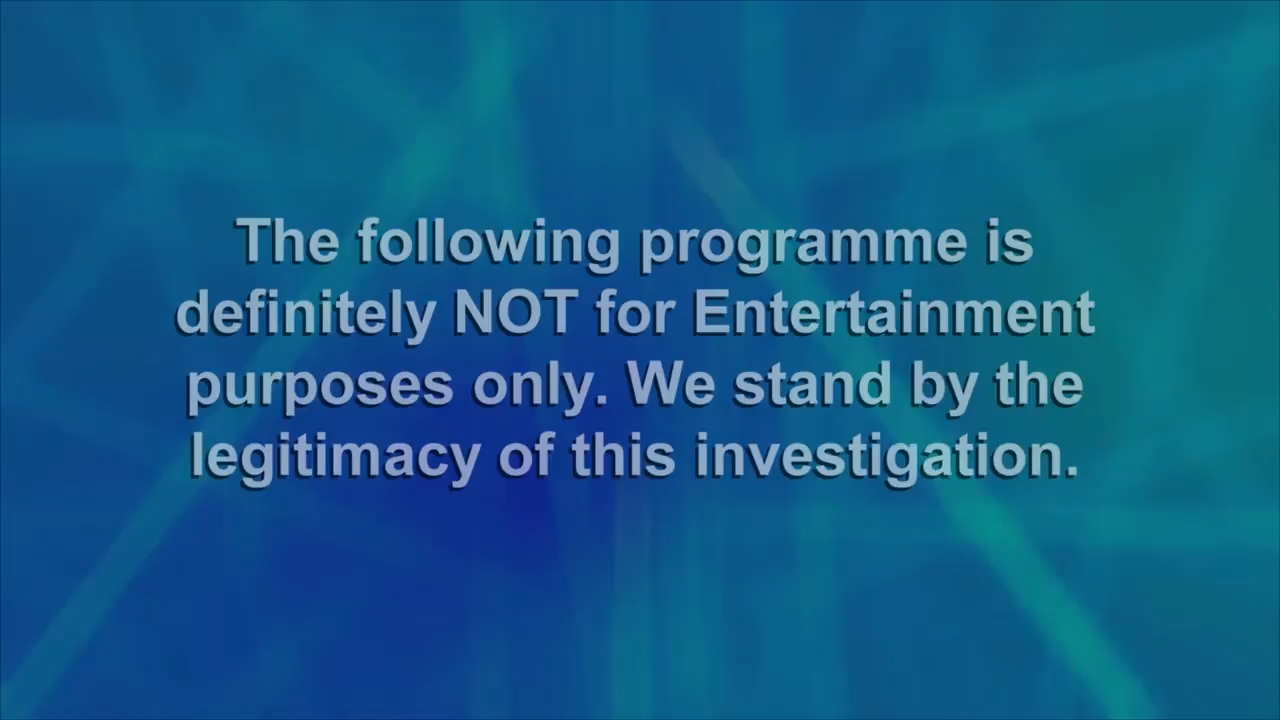 The following programme is
definitely NOT for Entertainment
purposes only. We stand by the
legitimacy of this investigation.